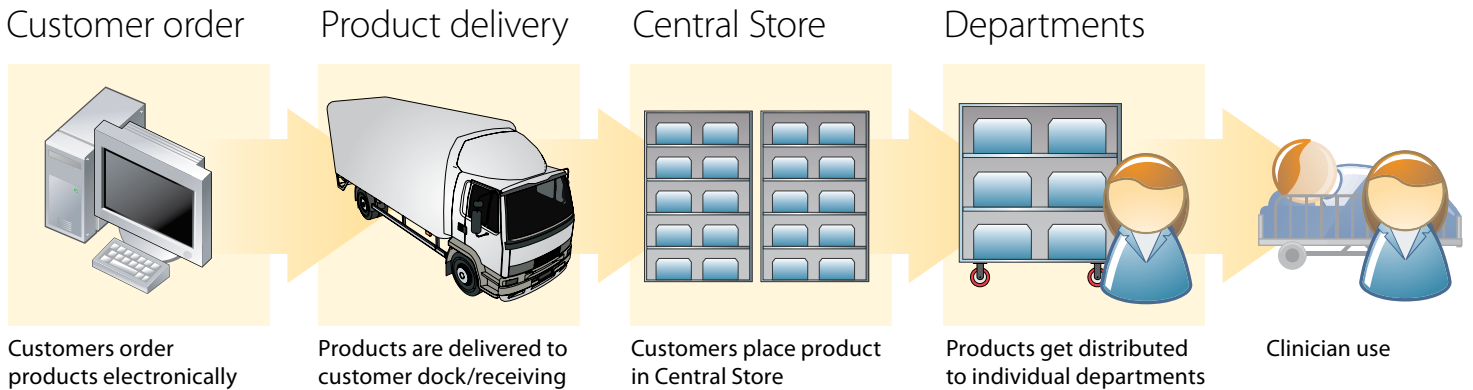 Customer order
Product delivery
Central Store
Departments
Customers order
products electronically
Products are delivered to
customer dock/receiving
Customers place product
in Central Store
Products get distributed
to individual departments
Clinician use